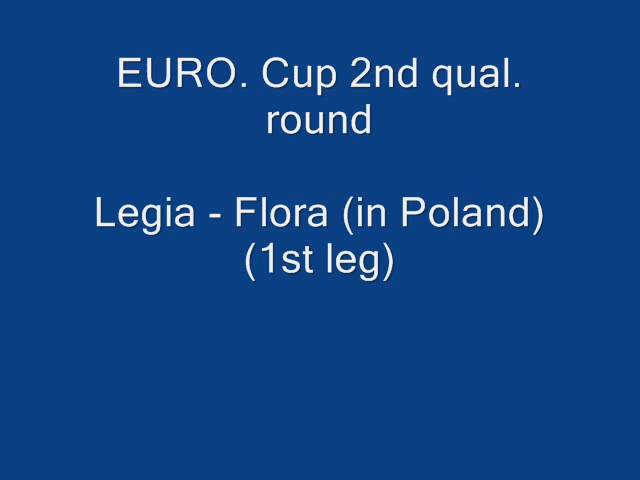 EURO. Cup 2nd qual.
round
Legia - Flora (in Poland)
(1st leg)